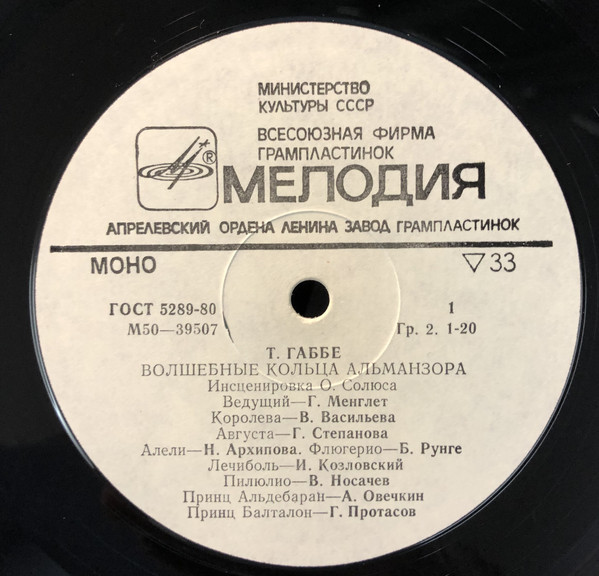 МИНИСТЕРСТВО
КУЛЬТУРЫ СССР
ВСЕСОЮЗНАЯ ФИРМА
ГРАМПЛАСТИНОК
® МЕЛОДИЯ
АПРЕЛЕВСКИЙ ОРДЕНА ЛЕНИНА ЗАВОД ГРАМПЛАСТИНОК
МОНО ▽ 33
ГОСТ 5289-80 1
М50—39507 Гр. 2. 1-20
Т. ГАББЕ
ВОЛШЕБНЫЕ КОЛЬЦА АЛЬМАНЗОРА
Инсценировка О. Солюса
Ведущий—Г. Менглет
Королева—В. Васильева
Августа—Г. Степанова
Алели—Н. Архипова. Флюгерио—Б. Рунге
Лечиболь—И. Козловский
Пилюлио—В. Носачев
Принц Альдебаран—А. Овечкин
Принц Балталон—Г. Протасов